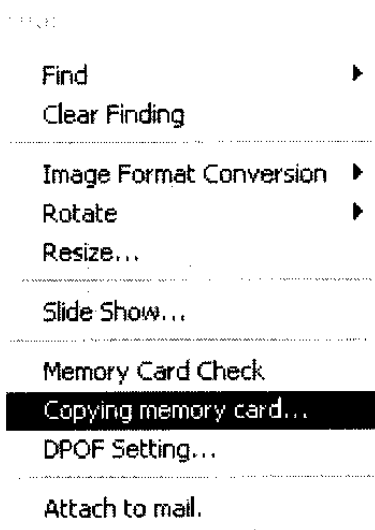 Find
Clear Finding
Image Format Conversion
Rotate
Resize...
Slide Show...
Memory Card Check
Copying memory card...
DPOF Setting...
Attach to mail.